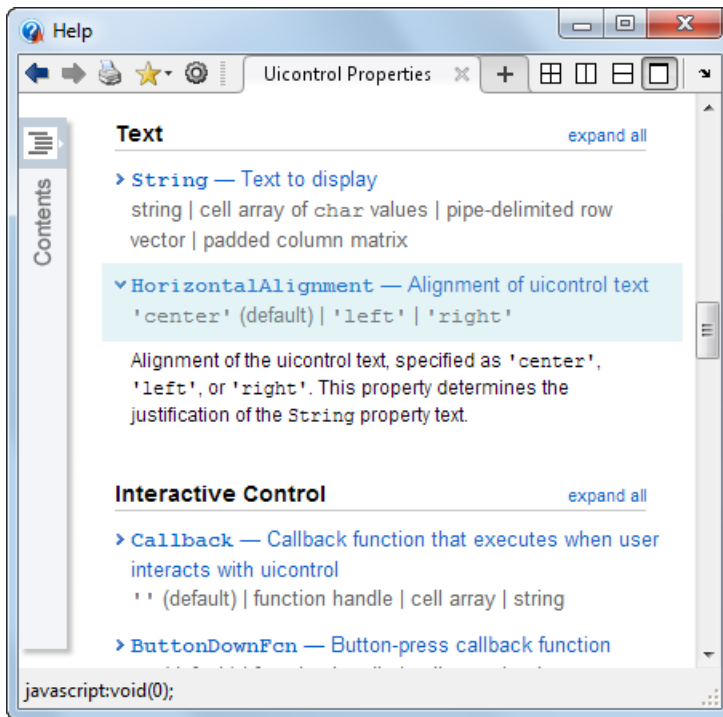 Help
Uicontrol Properties
Contents
Text expand all
String — Text to display
string | cell array of char values | pipe-delimited row
vector | padded column matrix
HorizontalAlignment — Alignment of uicontrol text
'center' (default) | 'left' | 'right'
Alignment of the uicontrol text, specified as 'center',
'left', or 'right'. This property determines the
justification of the String property text.
Interactive Control expand all
Callback — Callback function that executes when user
interacts with uicontrol
'' (default) | function handle | cell array | string
ButtonDownFcn — Button-press callback function
javascript:void(0);